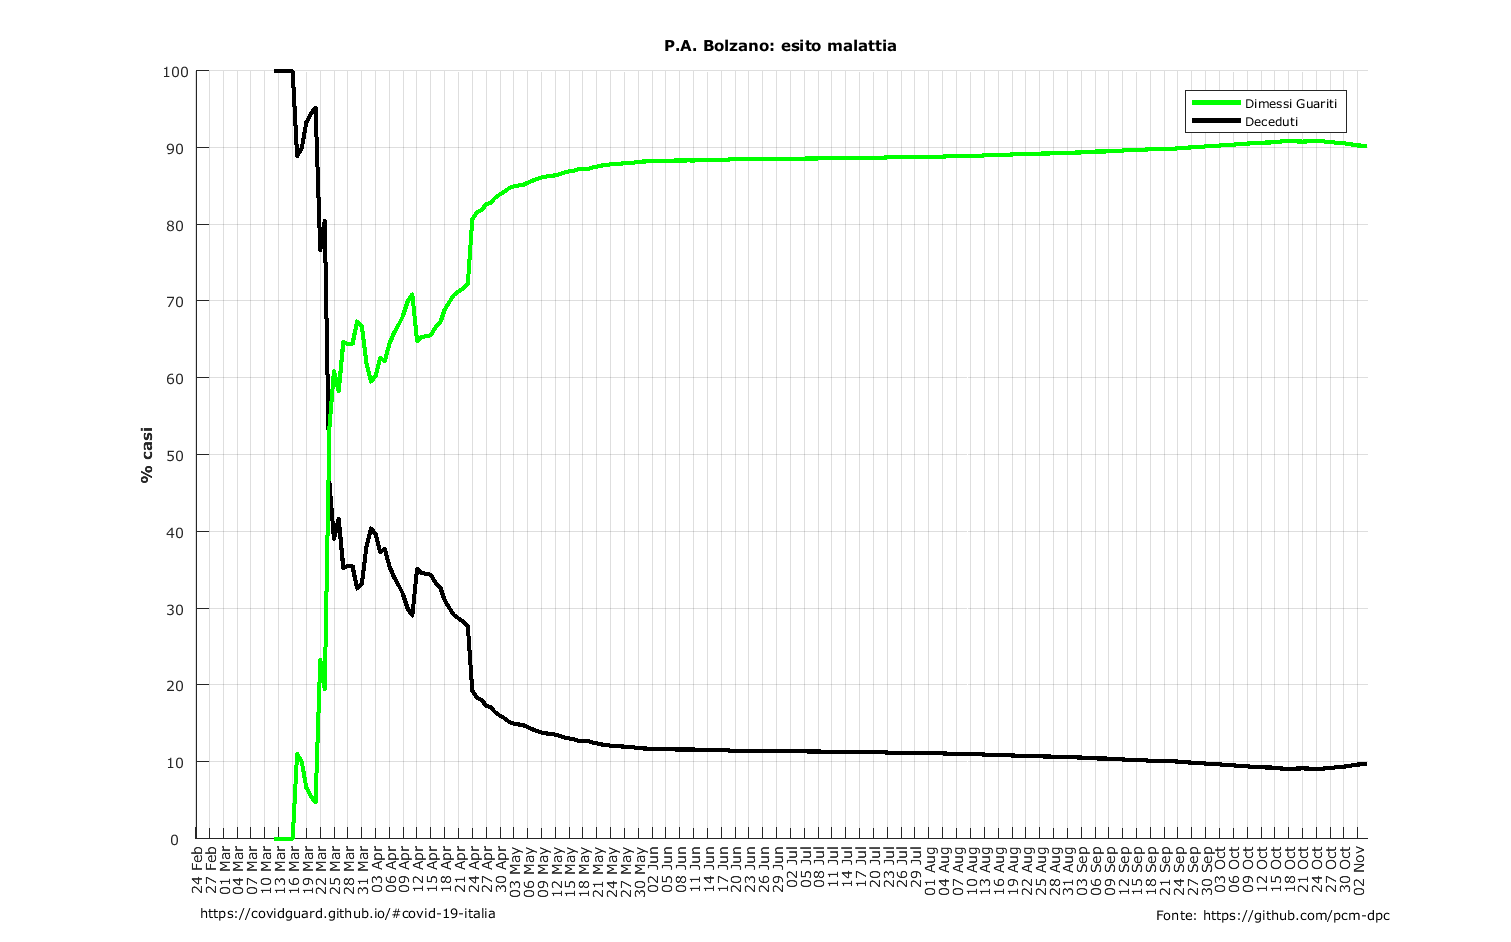 P.A. Bolzano: esito malattia
Dimessi Guariti
Deceduti
% casi
100
90
80
70
60
50
40
30
20
10
0
24 Feb
27 Feb
01 Mar
04 Mar
07 Mar
10 Mar
13 Mar
16 Mar
19 Mar
22 Mar
25 Mar
28 Mar
31 Mar
03 Apr
06 Apr
09 Apr
12 Apr
15 Apr
18 Apr
21 Apr
24 Apr
27 Apr
30 Apr
03 May
06 May
09 May
12 May
15 May
18 May
21 May
24 May
27 May
30 May
02 Jun
05 Jun
08 Jun
11 Jun
14 Jun
17 Jun
20 Jun
23 Jun
26 Jun
29 Jun
02 Jul
05 Jul
08 Jul
11 Jul
14 Jul
17 Jul
20 Jul
23 Jul
26 Jul
29 Jul
01 Aug
04 Aug
07 Aug
10 Aug
13 Aug
16 Aug
19 Aug
22 Aug
25 Aug
28 Aug
31 Aug
03 Sep
06 Sep
09 Sep
12 Sep
15 Sep
18 Sep
21 Sep
24 Sep
27 Sep
30 Sep
03 Oct
06 Oct
09 Oct
12 Oct
15 Oct
18 Oct
21 Oct
24 Oct
27 Oct
30 Oct
02 Nov
https://covidguard.github.io/#covid-19-italia
Fonte: https://github.com/pcm-dpc